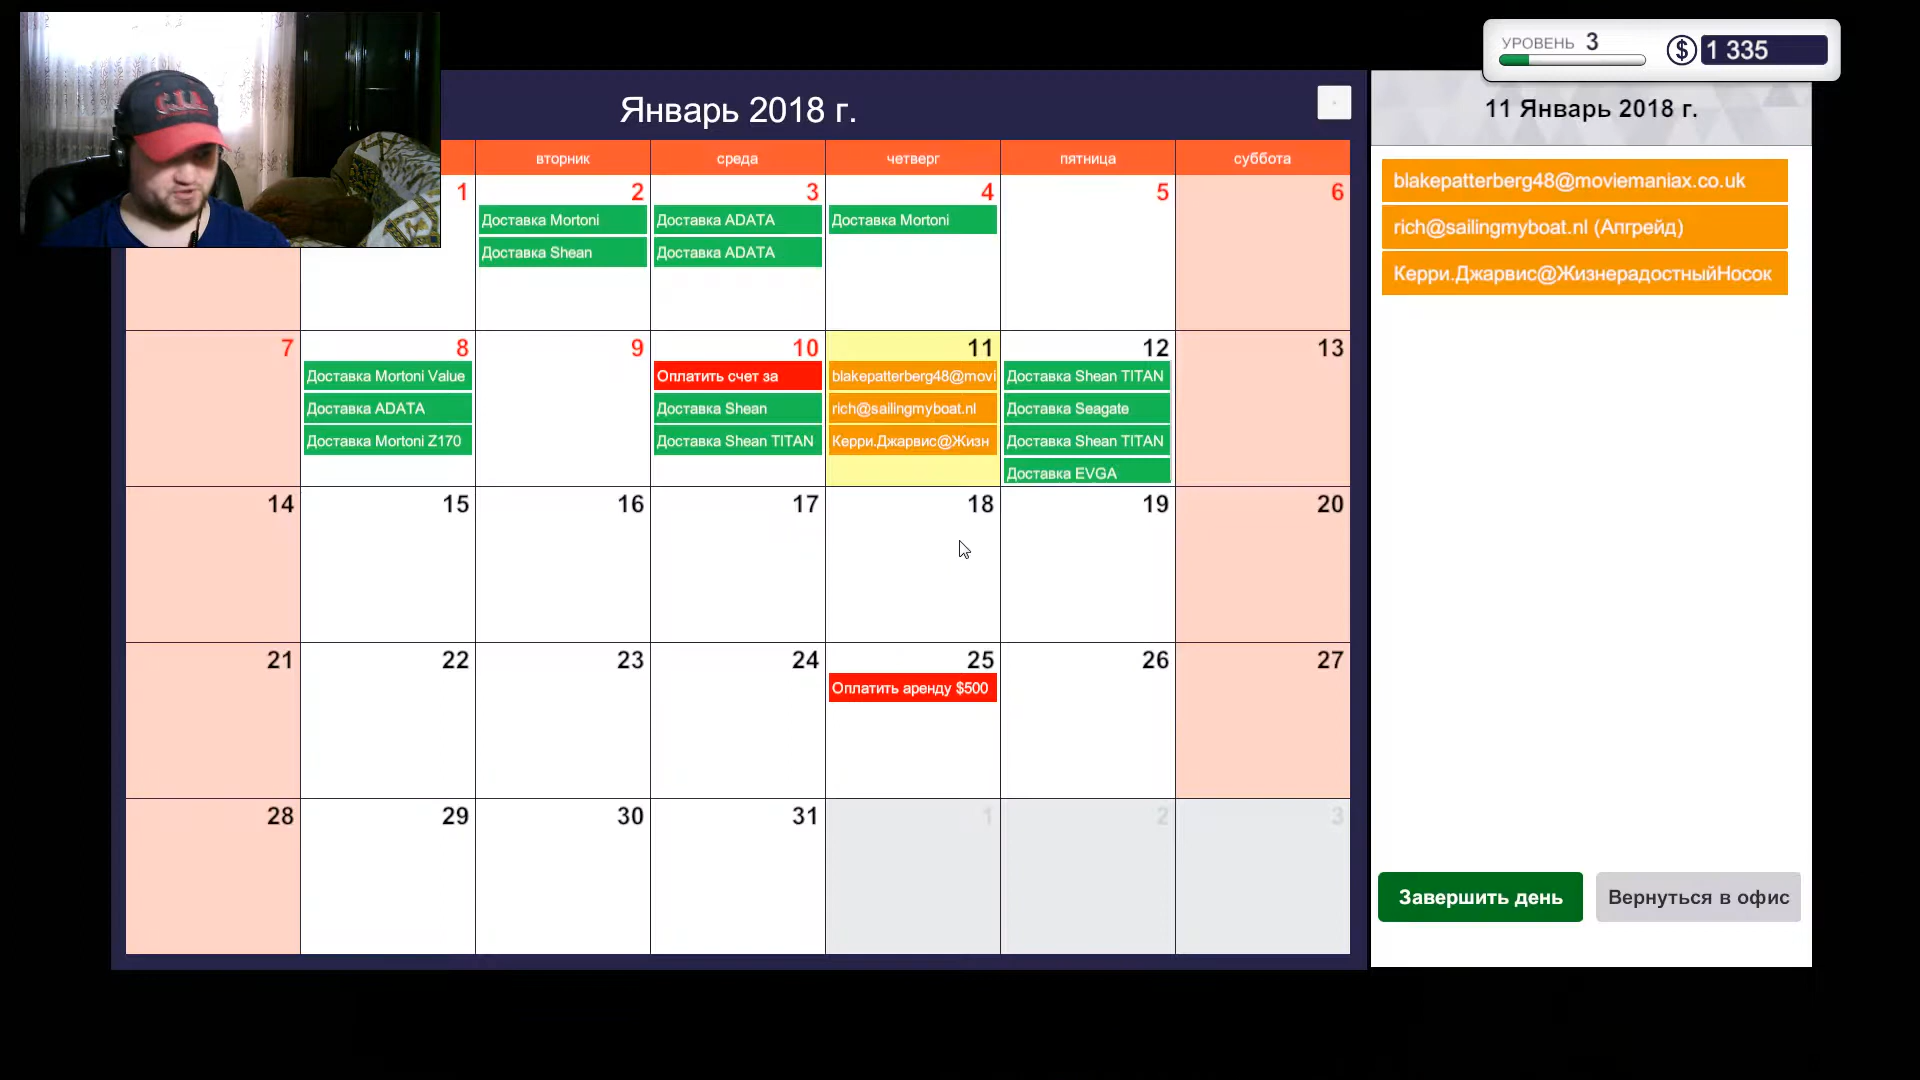 УРОВЕНЬ 3
$ 1 335
C.I.A.
Январь 2018 г.
11 Январь 2018 г.
вторник среда четверг пятница суббота
1 2 3 4 5 6
Доставка Mortoni Доставка ADATA Доставка Mortoni
Доставка Shean Доставка ADATA
7 8 9 10 11 12 13
Доставка Mortoni Value Оплатить счет за blakepatterberg48@movi Доставка Shean TITAN
Доставка ADATA Доставка Shean rich@sailingmyboat.nl Доставка Seagate
Доставка Mortoni Z170 Доставка Shean TITAN Керри.Джарвис@Жизн Доставка Shean TITAN
Доставка EVGA
14 15 16 17 18 19 20
21 22 23 24 25 26 27
Оплатить аренду $500
28 29 30 31 1 2 3
blakepatterberg48@moviemaniax.co.uk
rich@sailingmyboat.nl (Апгрейд)
Керри.Джарвис@ЖизнерадостныйНосок
Завершить день Вернуться в офис